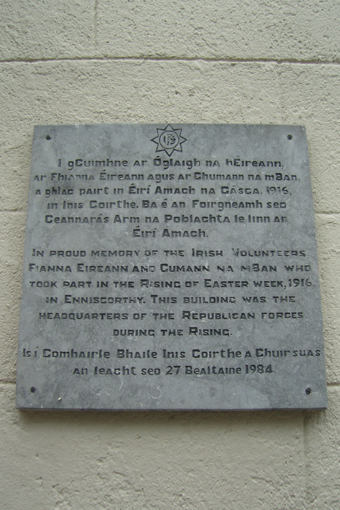 I gCuimhne ar Óglaigh na hÉireann,
ar Fhianna Éireann agus ar Chumann na mBan,
a ghlac páirt in Éirí Amach na Cásca, 1916,
in Inis Coirthe. Ba é an Foirgneamh seo
Ceannarás Arm na Poblachta le linn an
Éirí Amach.
IN PROUD MEMORY OF THE IRISH VOLUNTEERS
FIANNA EIREANN AND CUMANN NA MBAN WHO
TOOK PART IN THE RISING OF EASTER WEEK, 1916,
IN ENNISCORTHY. THIS BUILDING WAS THE
HEADQUARTERS OF THE REPUBLICAN FORCES
DURING THE RISING.
Is í Comhairle Bhaile Inis Coirthe a Chuir suas
an leacht seo 27 Bealtaine 1984.